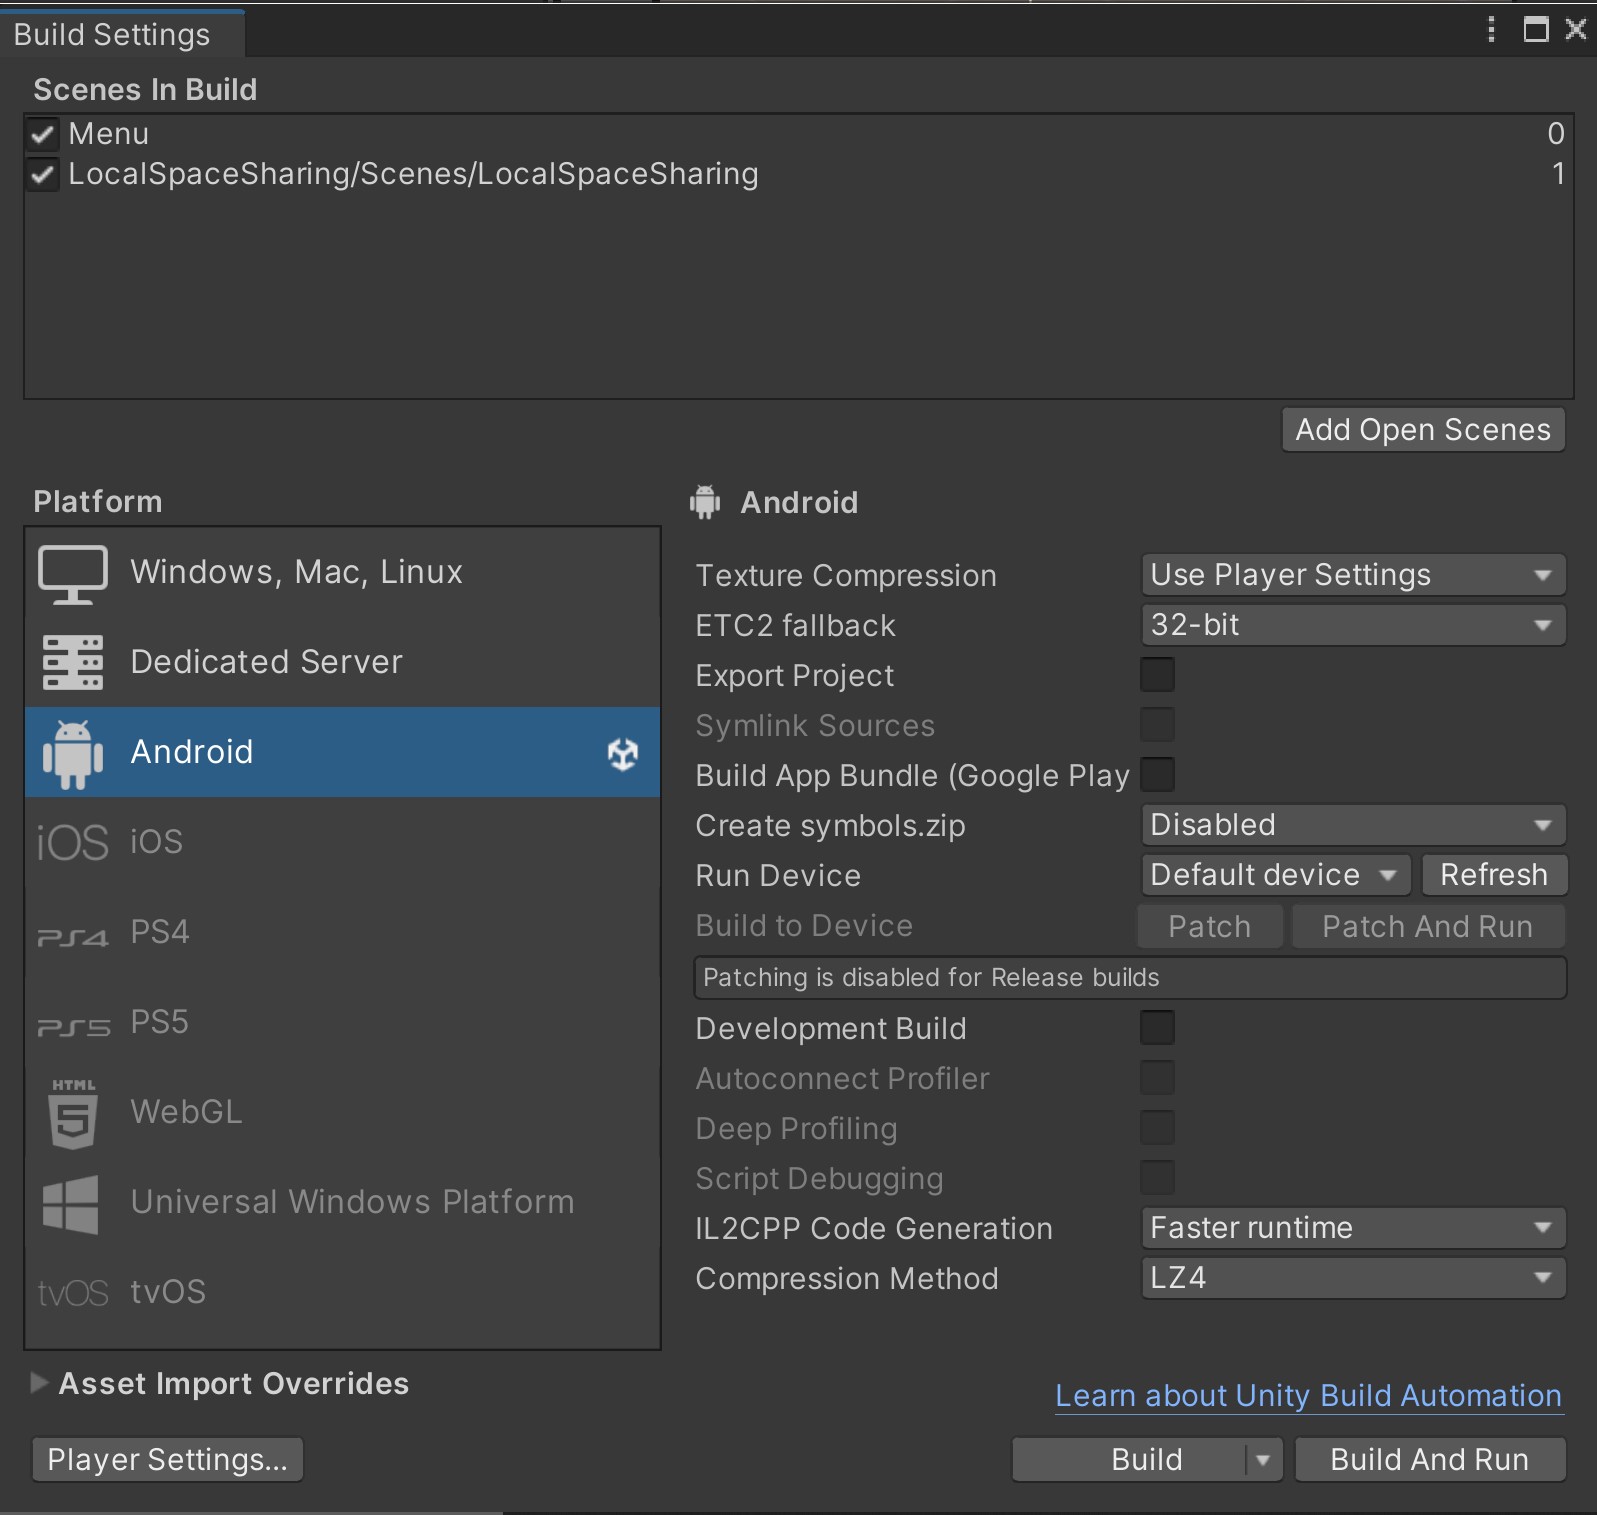 Build Settings
Scenes In Build
Menu 0
LocalSpaceSharing/Scenes/LocalSpaceSharing 1
Add Open Scenes
Platform
Windows, Mac, Linux
Dedicated Server
Android
iOS iOS
PS4 PS4
PS5 PS5
HTML
5 WebGL
Universal Windows Platform
tvOS tvOS
Android
Texture Compression Use Player Settings
ETC2 fallback 32-bit
Export Project
Symlink Sources
Build App Bundle (Google Play
Create symbols.zip Disabled
Run Device Default device Refresh
Build to Device Patch Patch And Run
Patching is disabled for Release builds
Development Build
Autoconnect Profiler
Deep Profiling
Script Debugging
IL2CPP Code Generation Faster runtime
Compression Method LZ4
Asset Import Overrides
Learn about Unity Build Automation
Player Settings... Build Build And Run